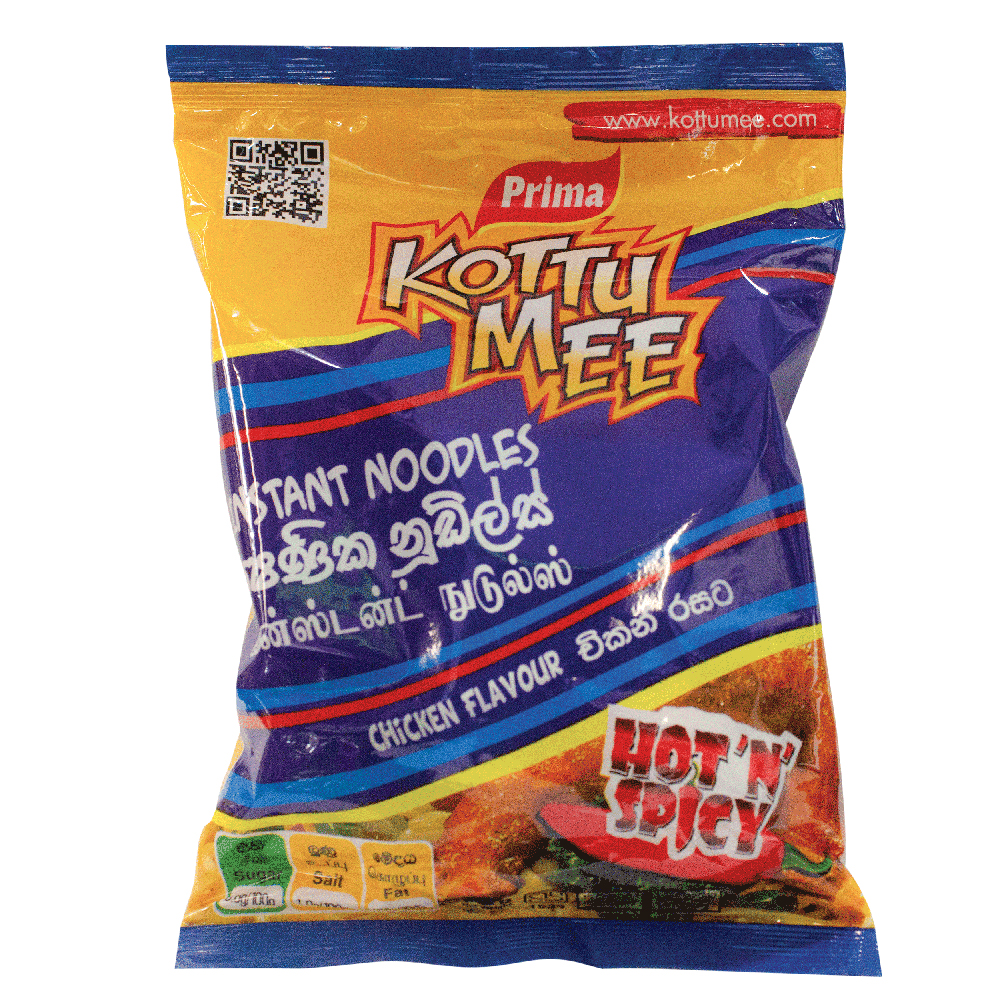 www.kottumee.com
Prima
KOTTU
MEE
INSTANT NOODLES
ක්ෂණික නූඩ්ල්ස්
இன்ஸ்டன்ட் நூடுல்ஸ்
CHICKEN FLAVOUR චිකන් රසට
HOT 'N'
SPICY
සීනි
Sugar
ලුණු
உப்பு
Salt
මේදය
கொழுப்பு
Fat